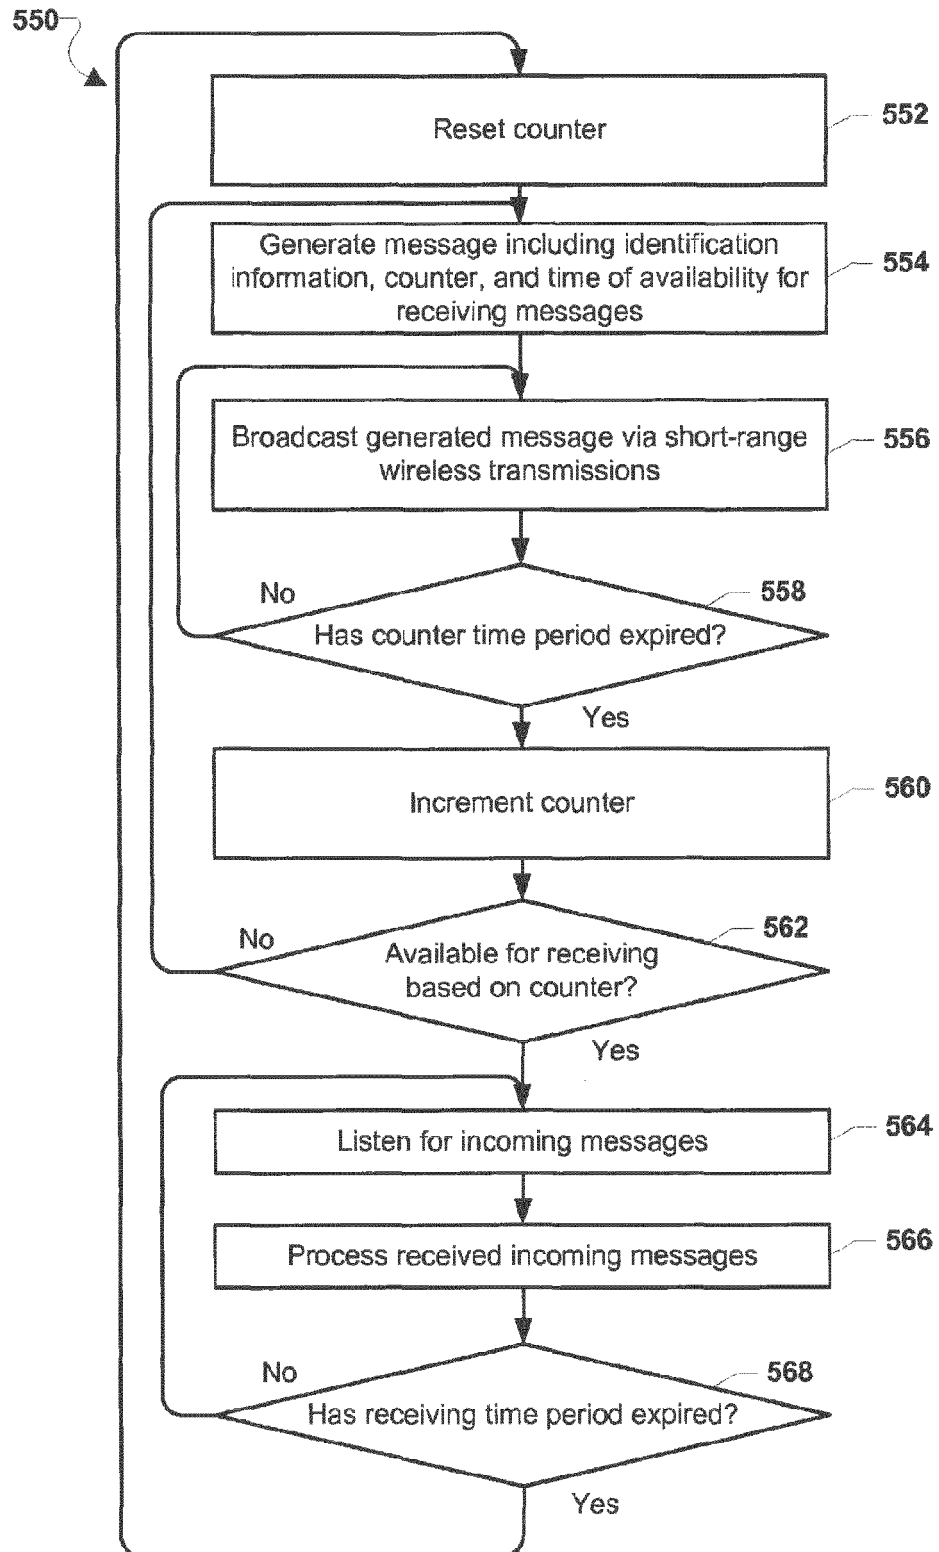 550
Reset counter
552
Generate message including identification
information, counter, and time of availability for
receiving messages
554
Broadcast generated message via short-range
wireless transmissions
556
No
558
Has counter time period expired?
Yes
Increment counter
560
No
562
Available for receiving
based on counter?
Yes
Listen for incoming messages
564
Process received incoming messages
566
No
568
Has receiving time period expired?
Yes